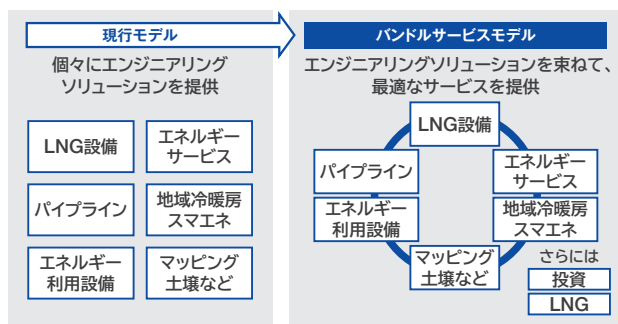 現行モデル
個々にエンジニアリング
ソリューションを提供
LNG設備
エネルギー
サービス
パイプライン
地域冷暖房
スマエネ
エネルギー
利用設備
マッピング
土壌など
バンドルサービスモデル
エンジニアリングソリューションを束ねて、
最適なサービスを提供
LNG設備
パイプライン
エネルギー
サービス
エネルギー
利用設備
地域冷暖房
スマエネ
マッピング
土壌など
さらには
投資
LNG